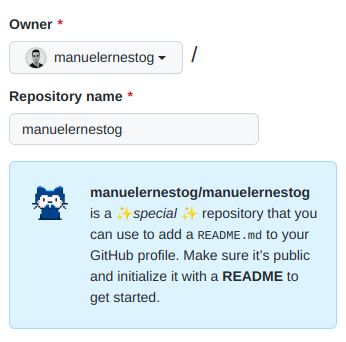 Owner *
manuelernestog /
Repository name *
manuelernestog
manuelernestog/manuelernestog
is a ✨special ✨ repository that you
can use to add a README.md to your
GitHub profile. Make sure it’s public
and initialize it with a README to
get started.